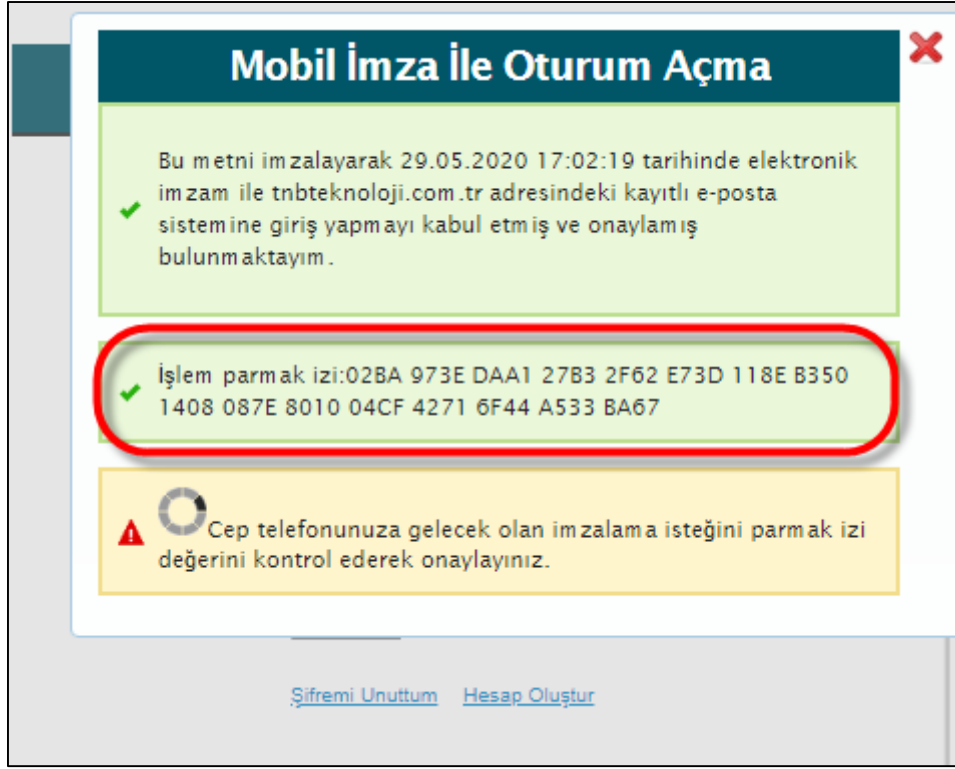 Mobil İmza İle Oturum Açma
Bu metni imzalayarak 29.05.2020 17:02:19 tarihinde elektronik
imzam ile tnbteknoloji.com.tr adresindeki kayıtlı e-posta
sistemine giriş yapmayı kabul etmiş ve onaylamış
bulunmaktayım.
İşlem parmak izi:02BA 973E DAA1 27B3 2F62 E73D 118E B350
1408 087E 8010 04CF 4271 6F44 A533 BA67
Cep telefonunuza gelecek olan imzalama isteğini parmak izi
değerini kontrol ederek onaylayınız.
Şifremi Unuttum Hesap Oluştur